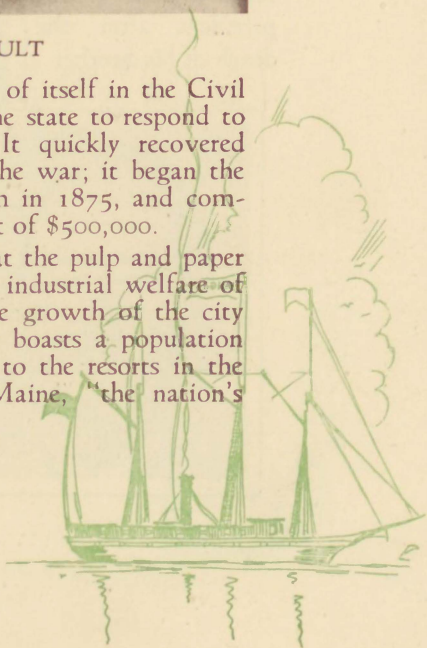 ULT
of itself in the Civil
he state to respond to
It quickly recovered
he war; it began the
n in 1875, and com-
t of $500,000.
at the pulp and paper
industrial welfare of
e growth of the city
boasts a population
to the resorts in the
Maine, "the nation's